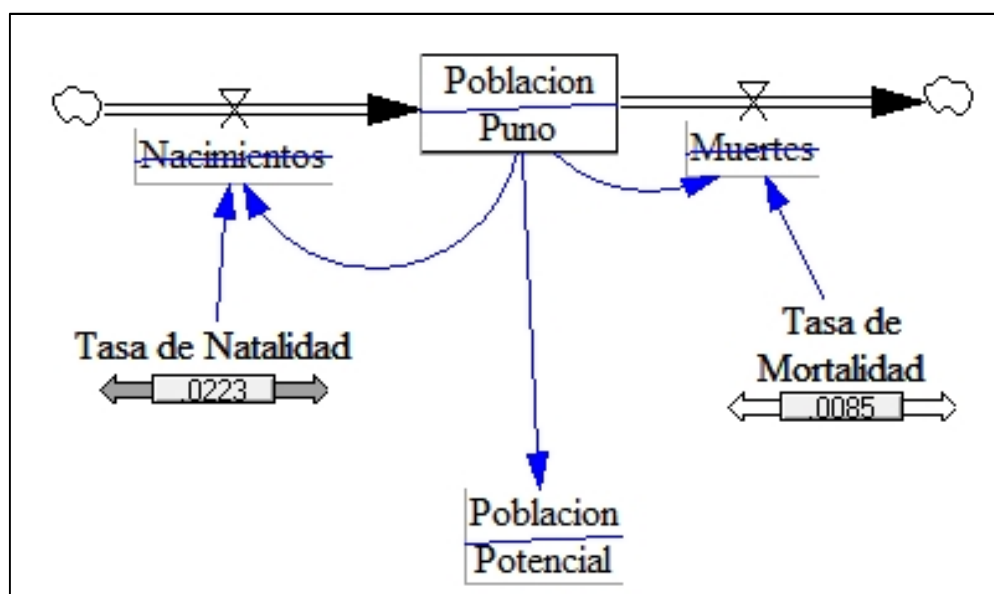 Poblacion
Puno
Nacimientos
Muertes
Tasa de Natalidad
.0223
Tasa de
Mortalidad
.0085
Poblacion
Potencial